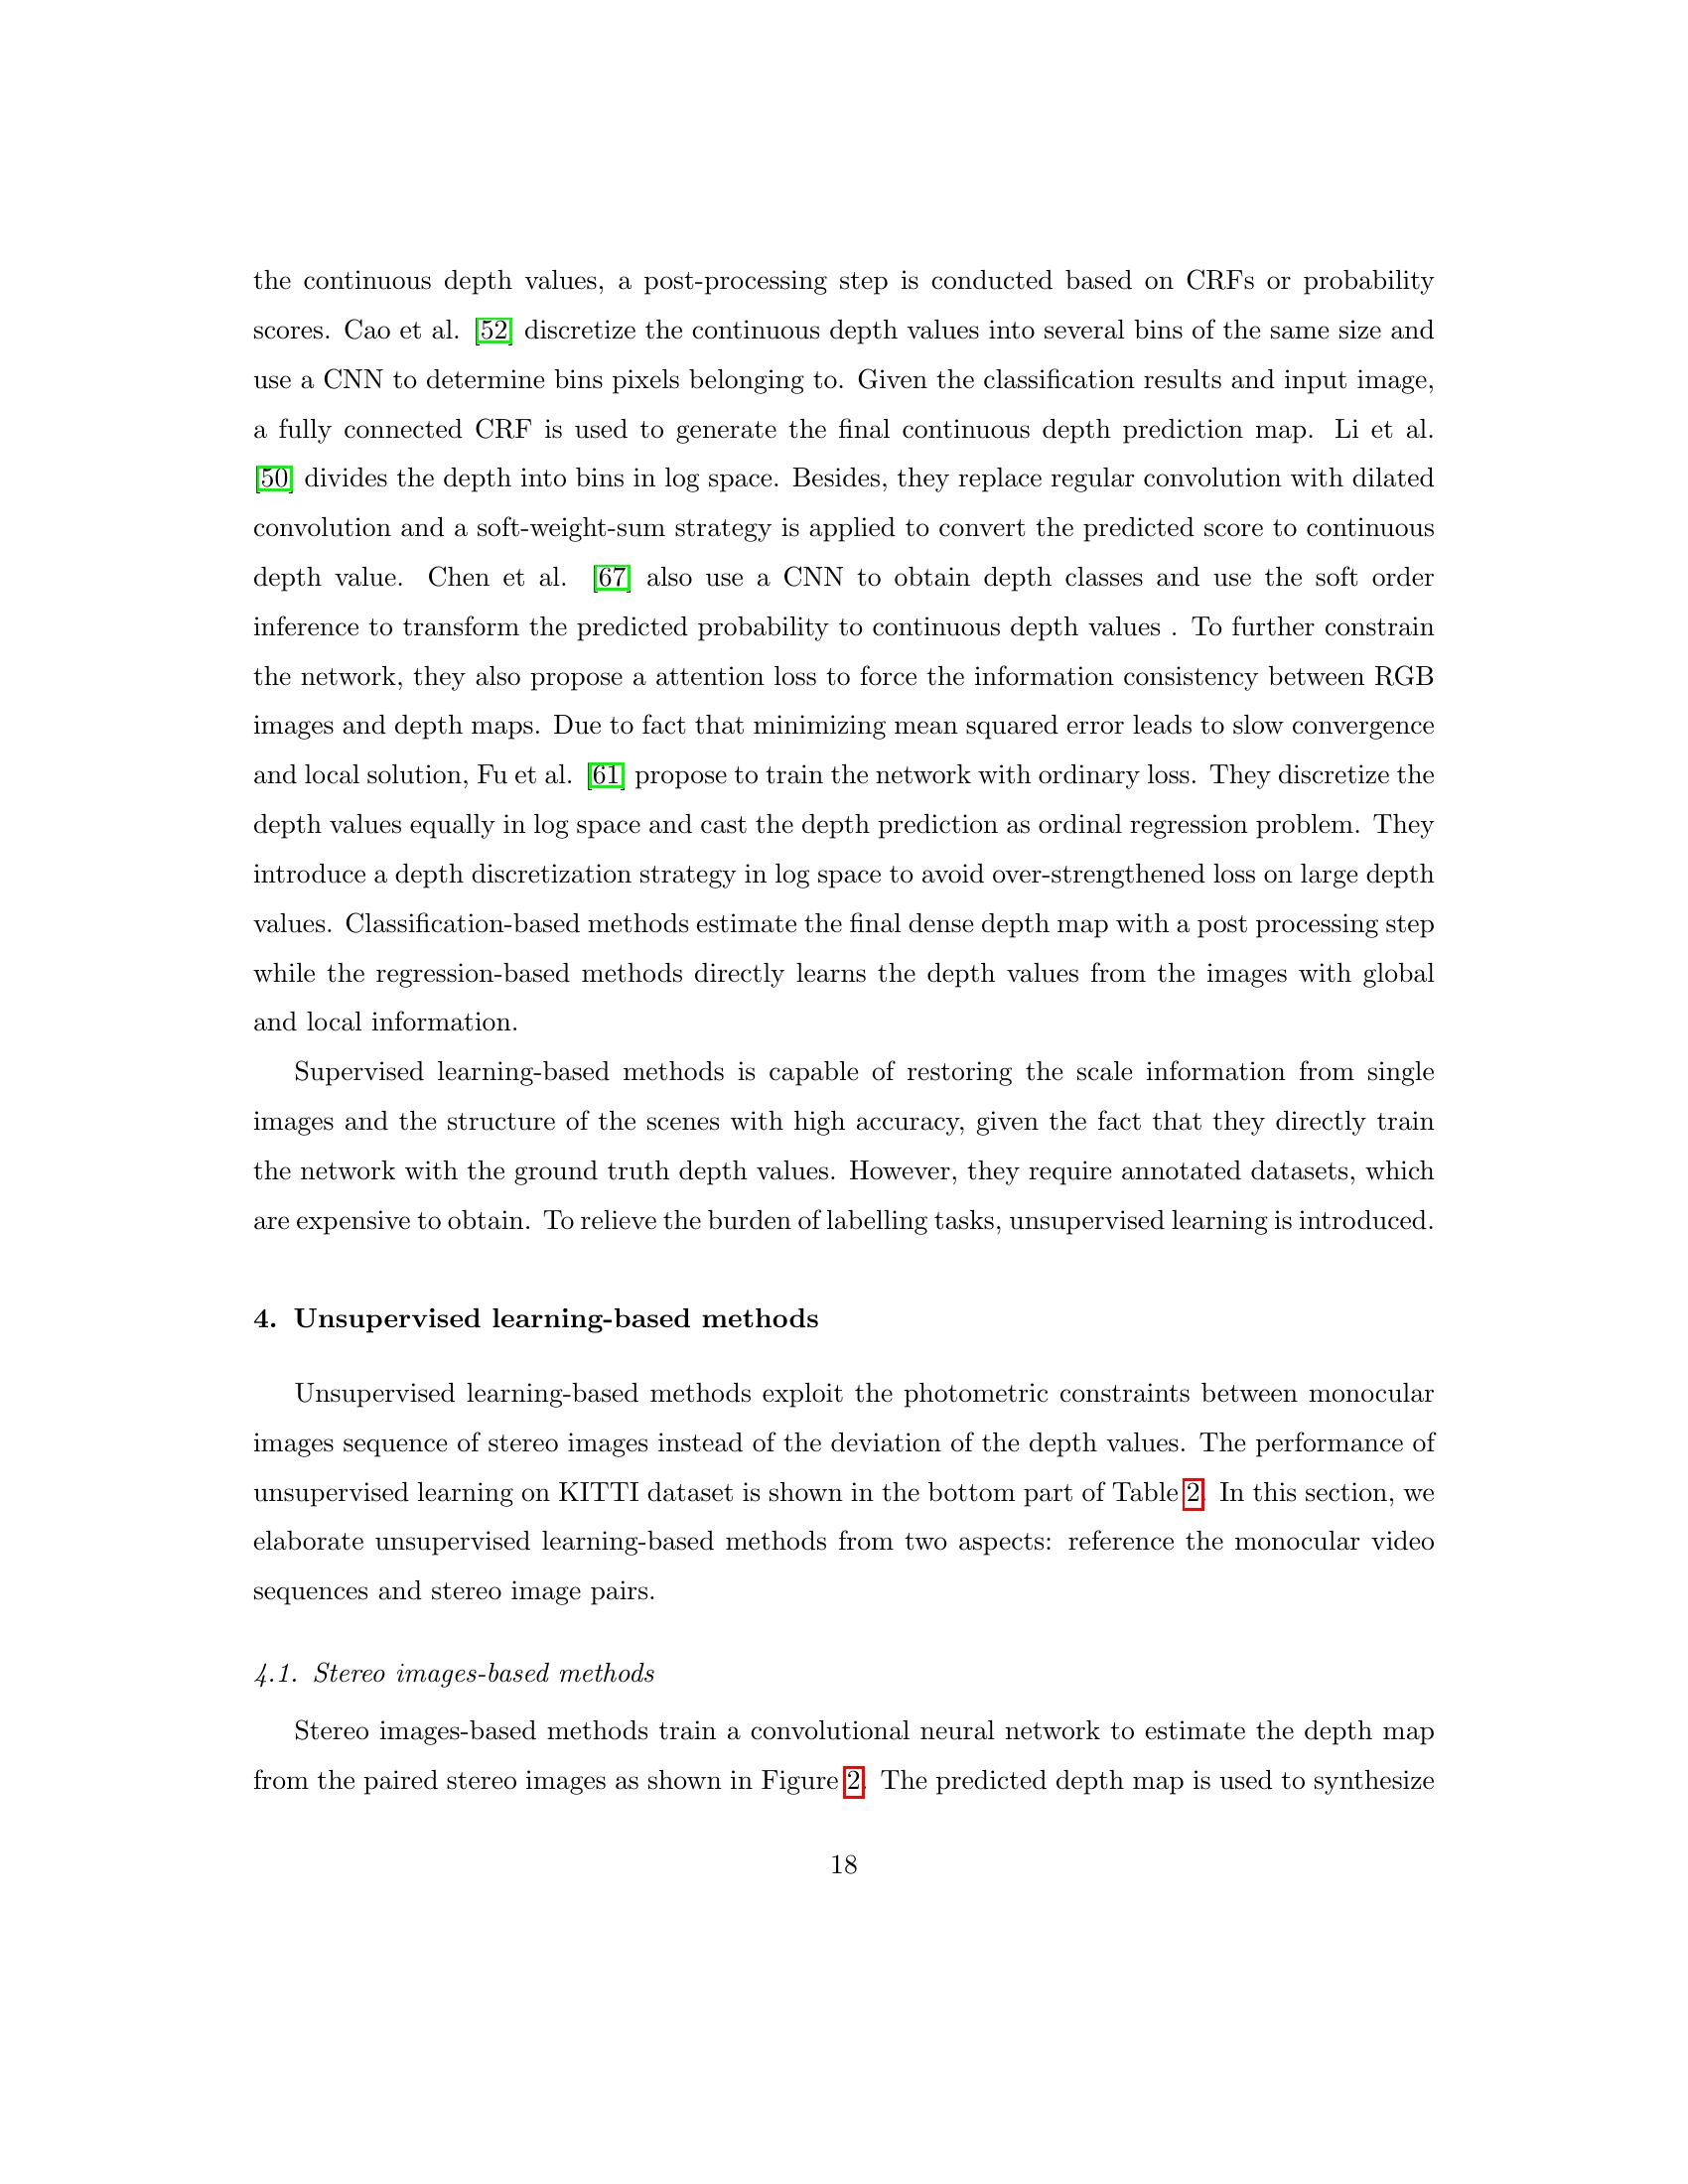 the continuous depth values, a post-processing step is conducted based on CRFs or probability
scores. Cao et al. [52] discretize the continuous depth values into several bins of the same size and
use a CNN to determine bins pixels belonging to. Given the classification results and input image,
a fully connected CRF is used to generate the final continuous depth prediction map. Li et al.
[50] divides the depth into bins in log space. Besides, they replace regular convolution with dilated
convolution and a soft-weight-sum strategy is applied to convert the predicted score to continuous
depth value. Chen et al. [67] also use a CNN to obtain depth classes and use the soft order
inference to transform the predicted probability to continuous depth values . To further constrain
the network, they also propose a attention loss to force the information consistency between RGB
images and depth maps. Due to fact that minimizing mean squared error leads to slow convergence
and local solution, Fu et al. [61] propose to train the network with ordinary loss. They discretize the
depth values equally in log space and cast the depth prediction as ordinal regression problem. They
introduce a depth discretization strategy in log space to avoid over-strengthened loss on large depth
values. Classification-based methods estimate the final dense depth map with a post processing step
while the regression-based methods directly learns the depth values from the images with global
and local information.
Supervised learning-based methods is capable of restoring the scale information from single
images and the structure of the scenes with high accuracy, given the fact that they directly train
the network with the ground truth depth values. However, they require annotated datasets, which
are expensive to obtain. To relieve the burden of labelling tasks, unsupervised learning is introduced.
4. Unsupervised learning-based methods
Unsupervised learning-based methods exploit the photometric constraints between monocular
images sequence of stereo images instead of the deviation of the depth values. The performance of
unsupervised learning on KITTI dataset is shown in the bottom part of Table 2. In this section, we
elaborate unsupervised learning-based methods from two aspects: reference the monocular video
sequences and stereo image pairs.
4.1. Stereo images-based methods
Stereo images-based methods train a convolutional neural network to estimate the depth map
from the paired stereo images as shown in Figure 2. The predicted depth map is used to synthesize
18